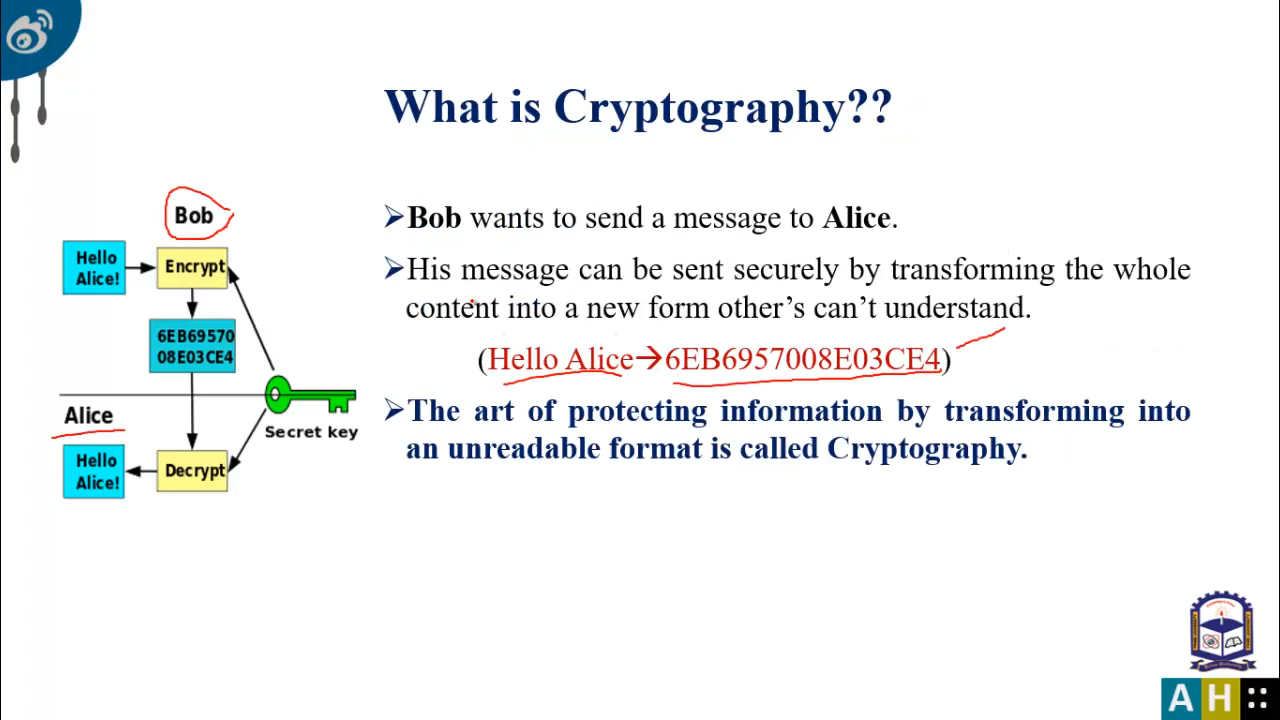 What is Cryptography??
Bob
Hello
Alice!
Encrypt
6EB69570
08E03CE4
Alice
Secret key
Hello
Alice!
Decrypt
➢Bob wants to send a message to Alice.
➢His message can be sent securely by transforming the whole
content into a new form other’s can’t understand.
(Hello Alice→6EB6957008E03CE4)
➢The art of protecting information by transforming into
an unreadable format is called Cryptography.
AH::